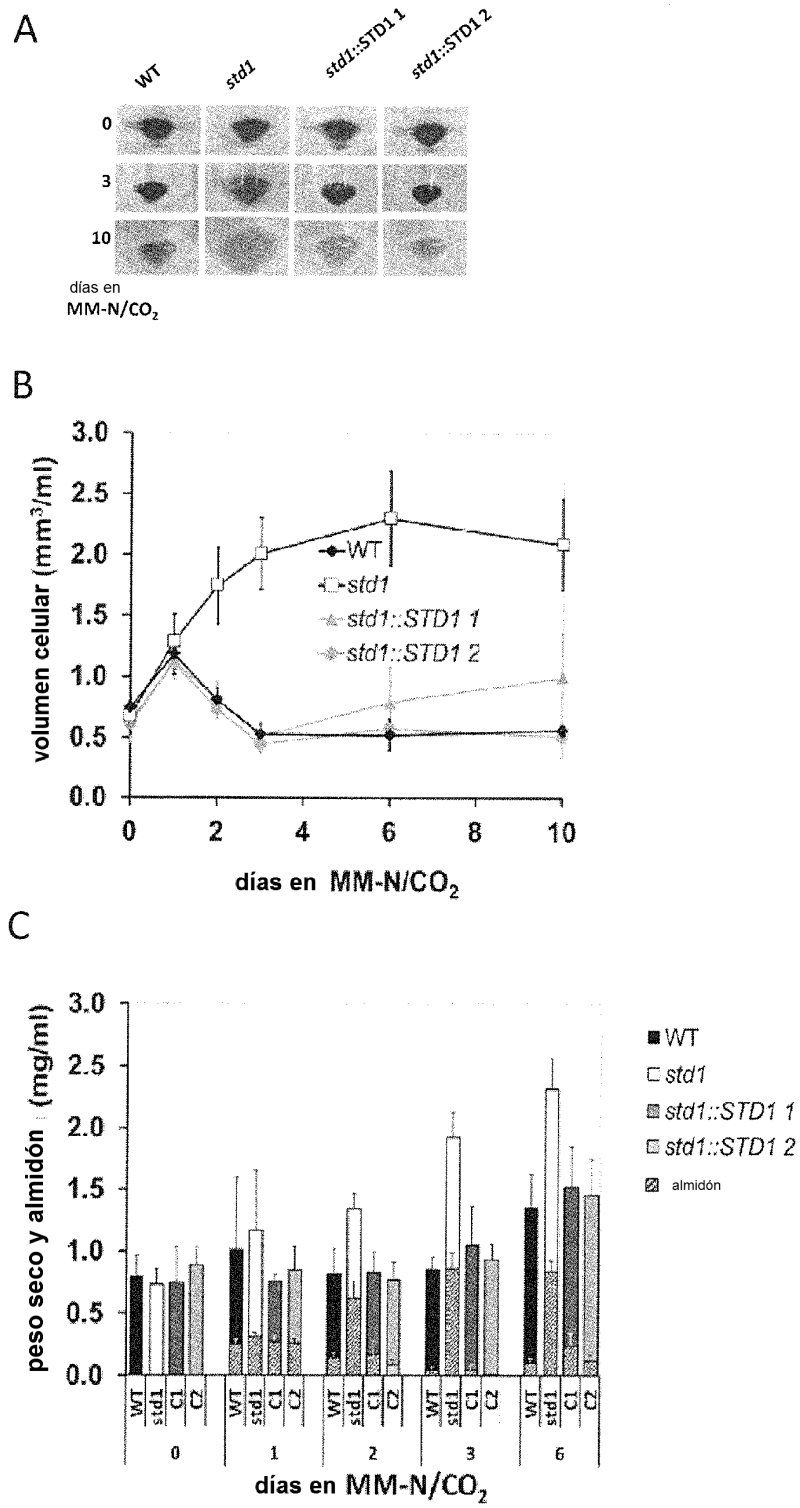 A
WT std1 std1::STD1 1 std1::STD1 2
0
3
10
días en
MM-N/CO₂
B
3.0
2.5
2.0
1.5
1.0
0.5
0.0
volumen celular (mm³/ml)
WT
std1
std1::STD1 1
std1::STD1 2
0 2 4 6 8 10
días en MM-N/CO₂
C
3.0
2.5
2.0
1.5
1.0
0.5
0.0
peso seco y almidón (mg/ml)
WT
std1
std1::STD1 1
std1::STD1 2
almidón
WT std1 C1 C2 WT std1 C1 C2 WT std1 C1 C2 WT std1 C1 C2 WT std1 C1 C2
0 1 2 3 6
días en MM-N/CO₂